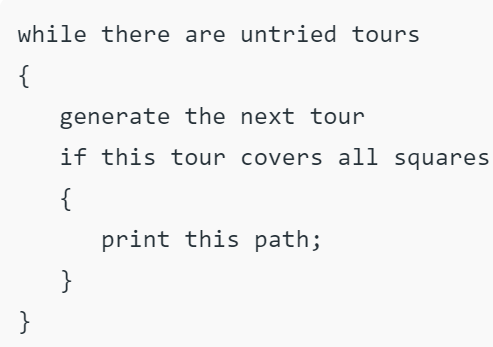 while there are untried tours
{
   generate the next tour
   if this tour covers all squares
   {
      print this path;
   }
}